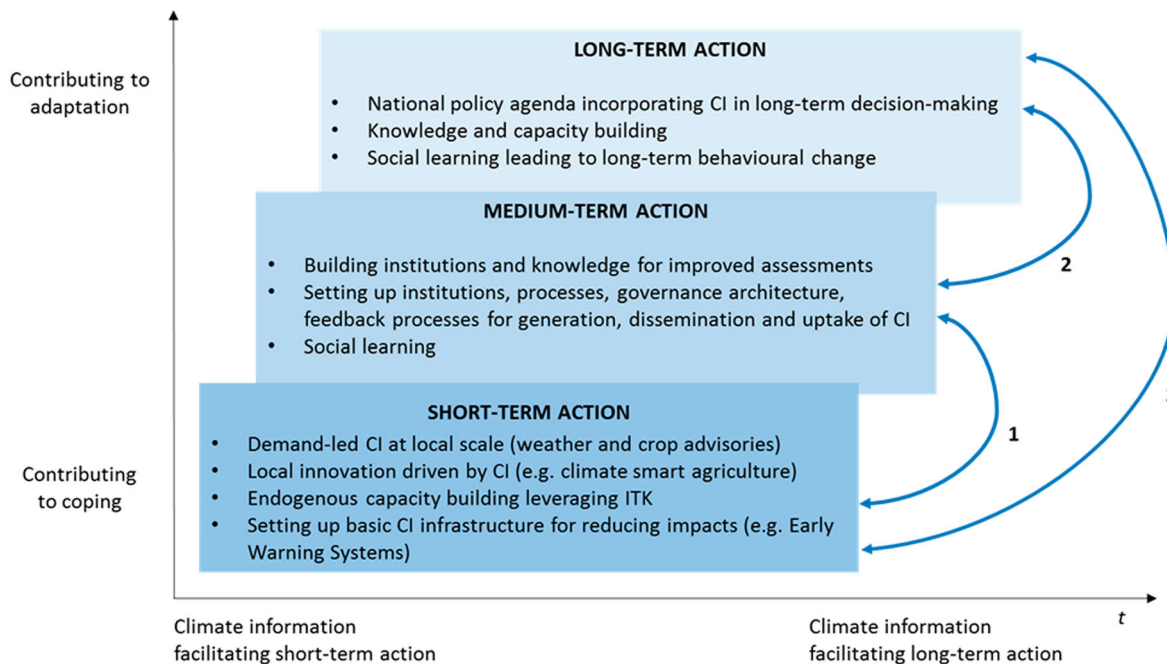 LONG-TERM ACTION
Contributing to
adaptation
• National policy agenda incorporating CI in long-term decision-making
• Knowledge and capacity building
• Social learning leading to long-term behavioural change
MEDIUM-TERM ACTION
• Building institutions and knowledge for improved assessments
• Setting up institutions, processes, governance architecture,
feedback processes for generation, dissemination and uptake of CI
• Social learning
2
SHORT-TERM ACTION
• Demand-led CI at local scale (weather and crop advisories)
• Local innovation driven by CI (e.g. climate smart agriculture)
• Endogenous capacity building leveraging ITK
• Setting up basic CI infrastructure for reducing impacts (e.g. Early
Warning Systems)
1
Contributing
to coping
t
Climate information
facilitating short-term action
Climate information
facilitating long-term action